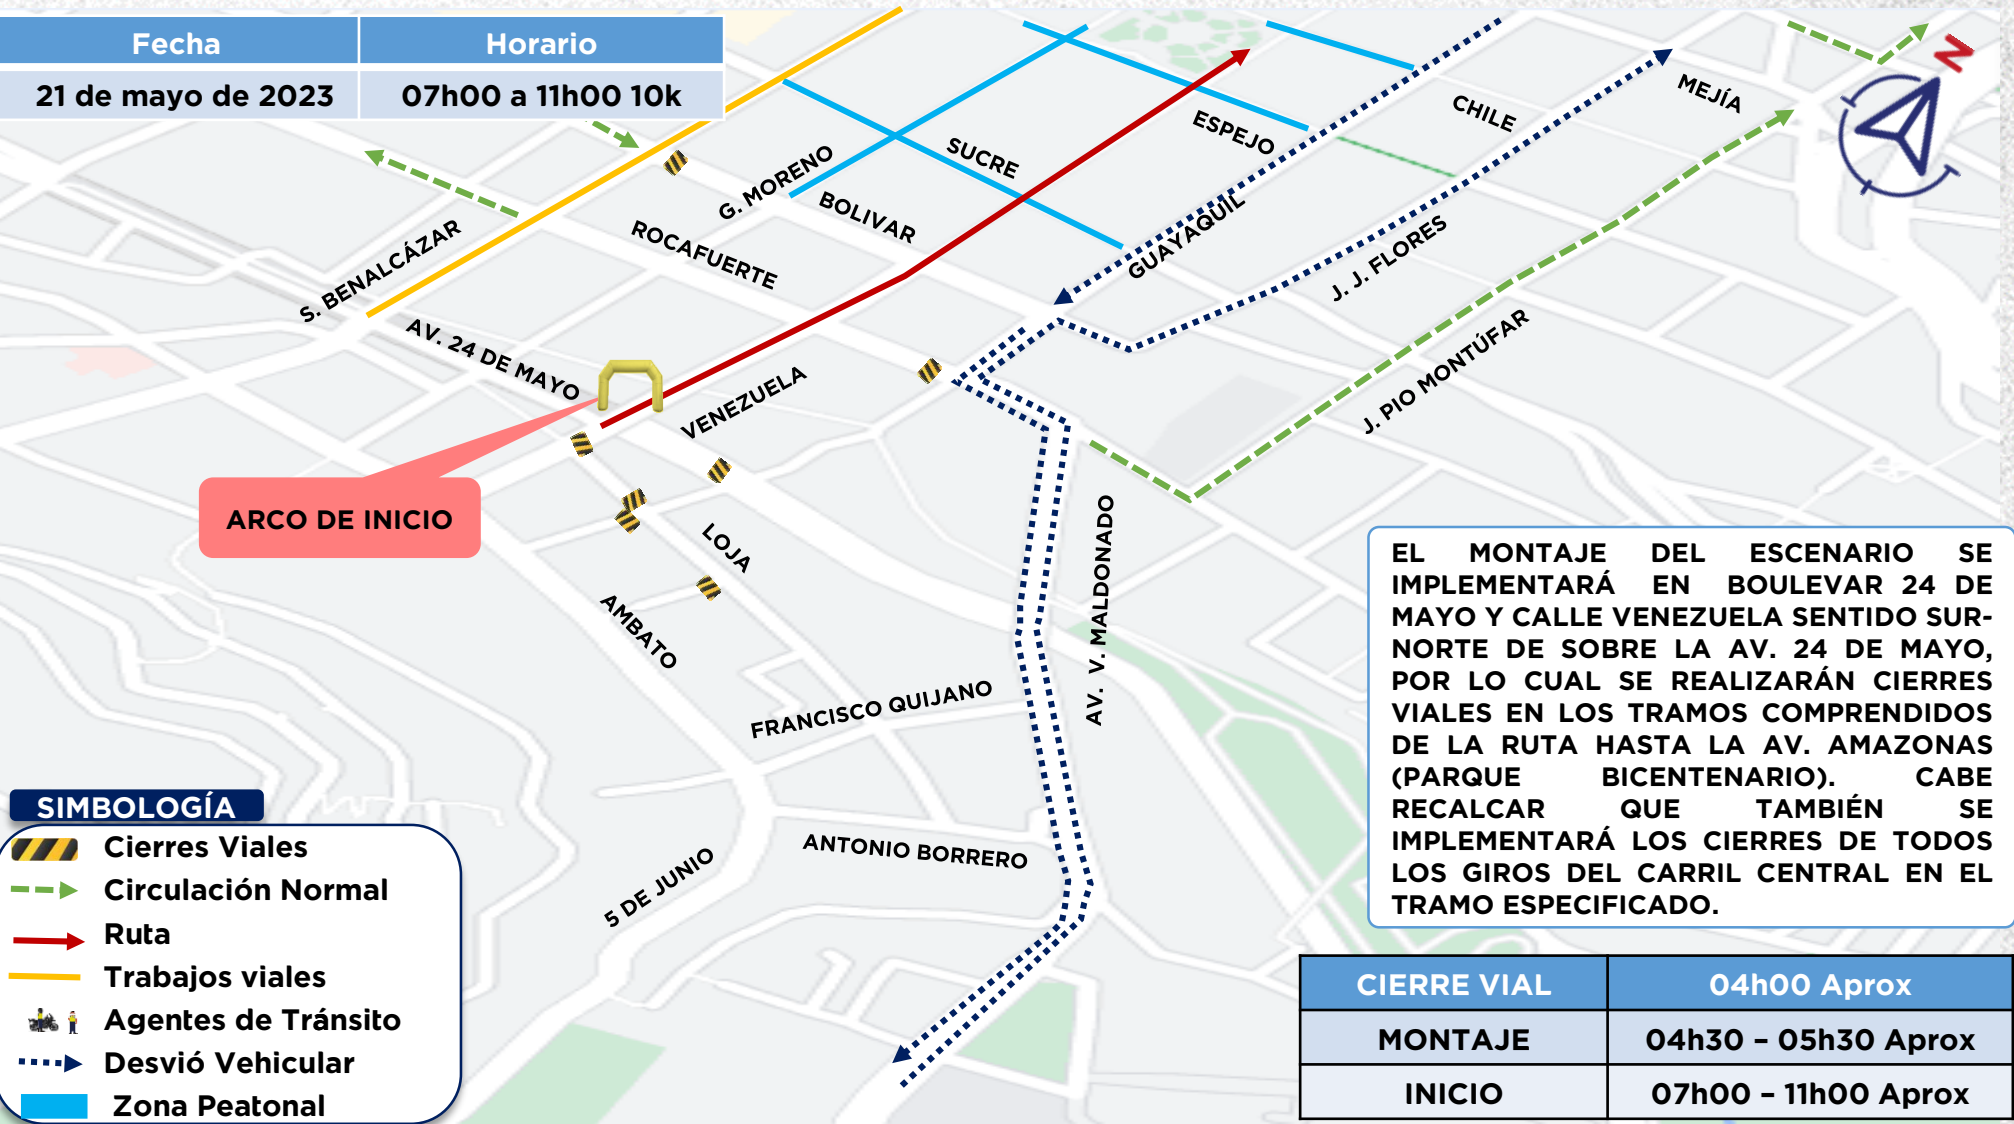 Fecha Horario
21 de mayo de 2023 07h00 a 11h00 10k
N
MEJÍA
CHILE
ESPEJO
SUCRE
G. MORENO
BOLIVAR
ROCAFUERTE
S. BENALCÁZAR
GUAYAQUIL
J. J. FLORES
J. PIO MONTÚFAR
AV. 24 DE MAYO
VENEZUELA
ARCO DE INICIO
LOJA
AMBATO
AV. V. MALDONADO
FRANCISCO QUIJANO
ANTONIO BORRERO
5 DE JUNIO
EL MONTAJE DEL ESCENARIO SE
IMPLEMENTARÁ EN BOULEVAR 24 DE
MAYO Y CALLE VENEZUELA SENTIDO SUR-
NORTE DE SOBRE LA AV. 24 DE MAYO,
POR LO CUAL SE REALIZARÁN CIERRES
VIALES EN LOS TRAMOS COMPRENDIDOS
DE LA RUTA HASTA LA AV. AMAZONAS
(PARQUE BICENTENARIO). CABE
RECALCAR QUE TAMBIÉN SE
IMPLEMENTARÁ LOS CIERRES DE TODOS
LOS GIROS DEL CARRIL CENTRAL EN EL
TRAMO ESPECIFICADO.
SIMBOLOGÍA
Cierres Viales
Circulación Normal
Ruta
Trabajos viales
Agentes de Tránsito
Desvió Vehicular
Zona Peatonal
CIERRE VIAL 04h00 Aprox
MONTAJE 04h30 – 05h30 Aprox
INICIO 07h00 – 11h00 Aprox